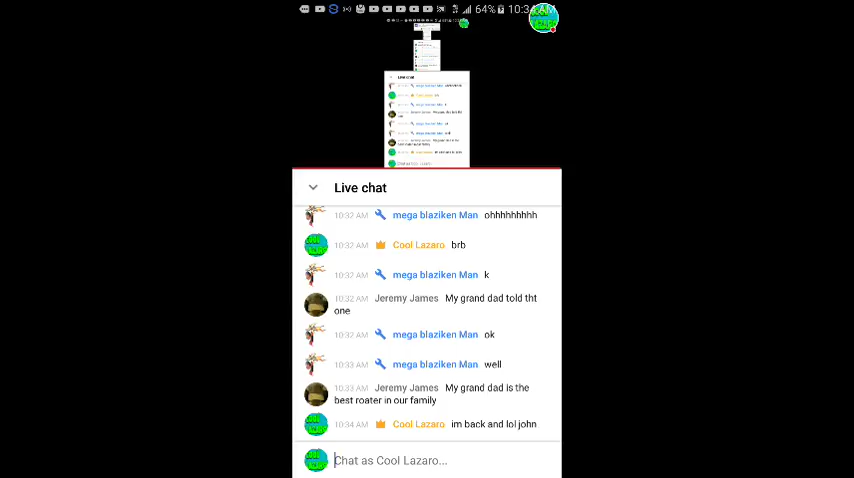 64% 10:34 AM
Live chat
10:32 AM mega blaziken Man ohhhhhhhhh
10:32 AM Cool Lazaro brb
10:32 AM mega blaziken Man k
10:32 AM Jeremy James My grand dad told tht
one
10:32 AM mega blaziken Man ok
10:33 AM mega blaziken Man well
10:33 AM Jeremy James My grand dad is the
best roater in our family
10:34 AM Cool Lazaro im back and lol john
Chat as Cool Lazaro...